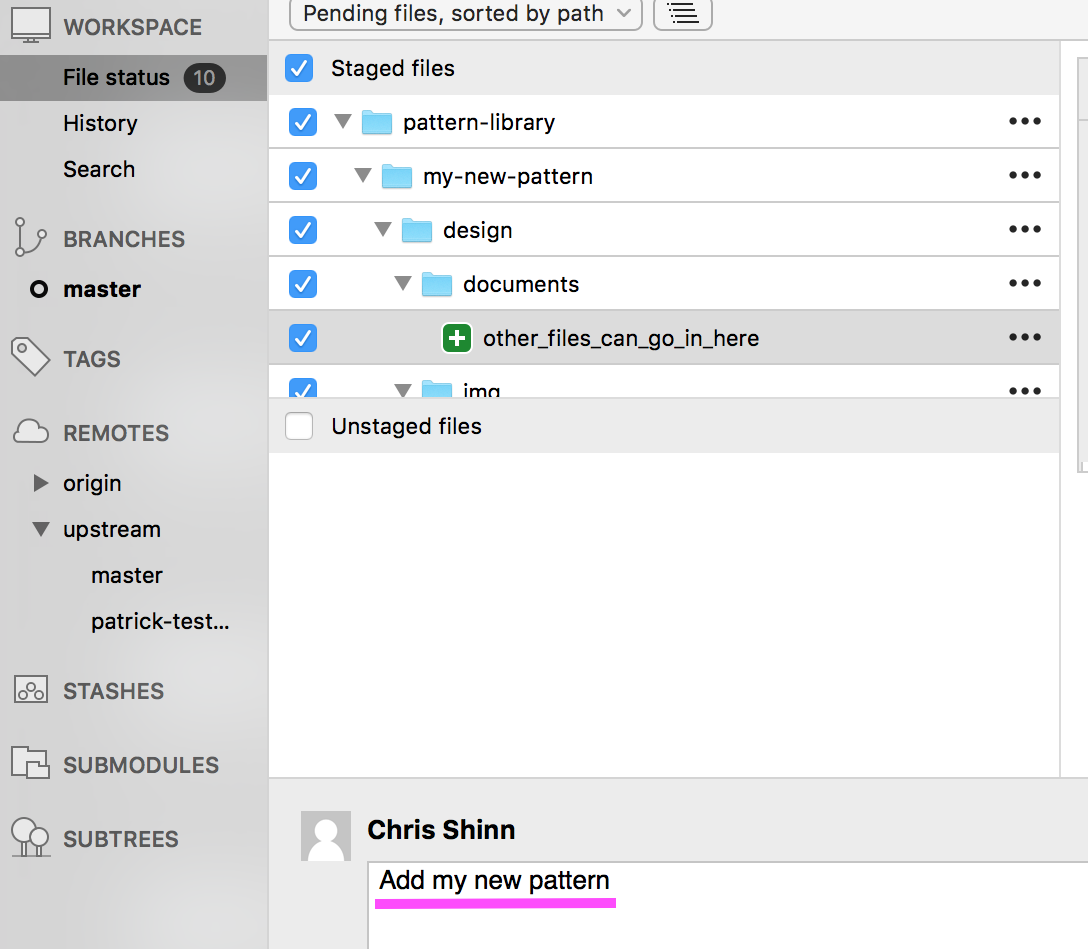 WORKSPACE
File status 10
History
Search
BRANCHES
master
TAGS
REMOTES
origin
upstream
master
patrick-test...
STASHES
SUBMODULES
SUBTREES
Pending files, sorted by path
Staged files
pattern-library
my-new-pattern
design
documents
other_files_can_go_in_here
img
Unstaged files
Chris Shinn
Add my new pattern